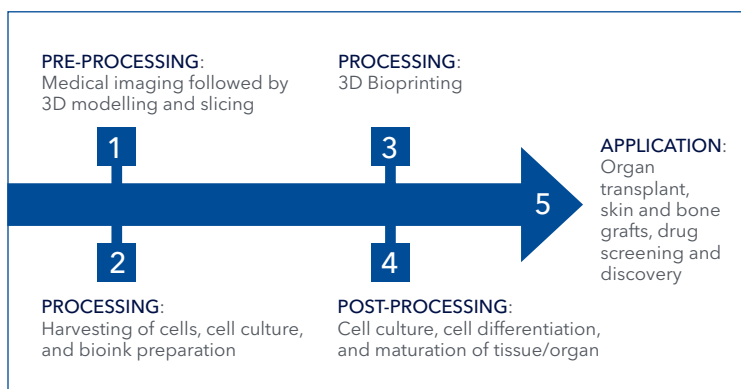 PRE-PROCESSING:
Medical imaging followed by
3D modelling and slicing
1
PROCESSING:
Harvesting of cells, cell culture,
and bioink preparation
2
PROCESSING:
3D Bioprinting
3
POST-PROCESSING:
Cell culture, cell differentiation,
and maturation of tissue/organ
4
APPLICATION:
Organ
transplant,
skin and bone
grafts, drug
screening and
discovery
5